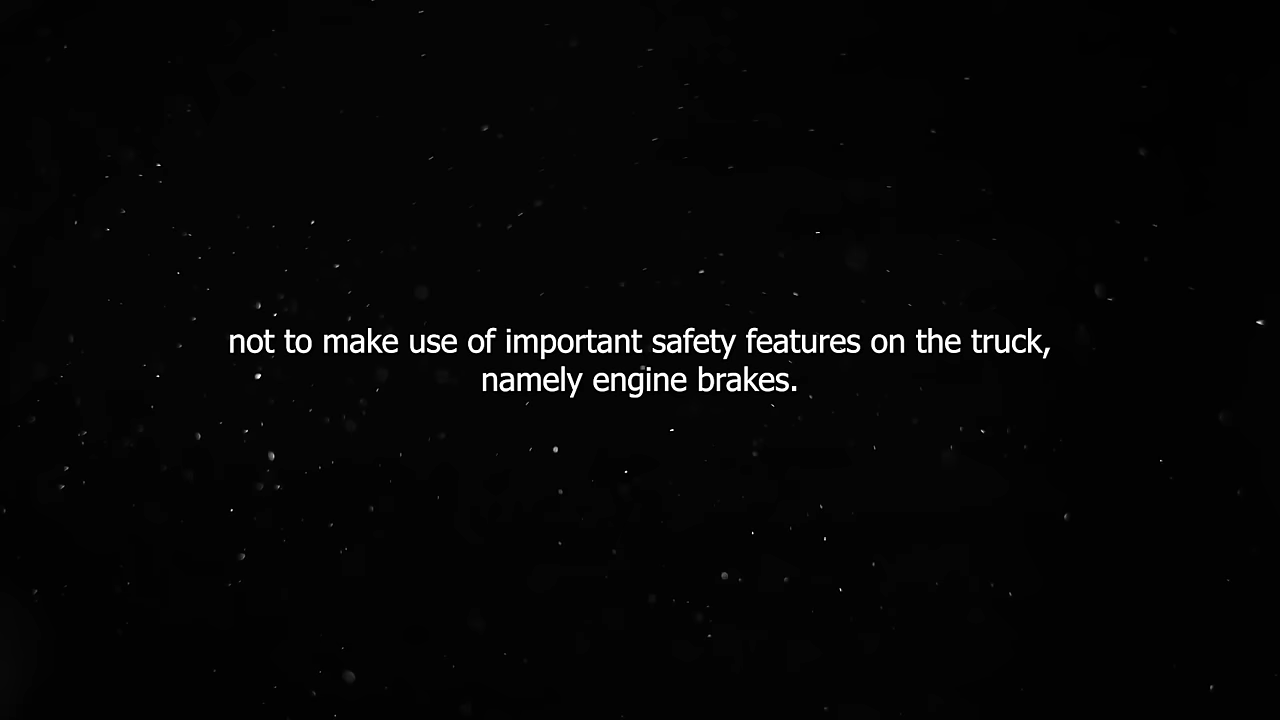 not to make use of important safety features on the truck,
namely engine brakes.